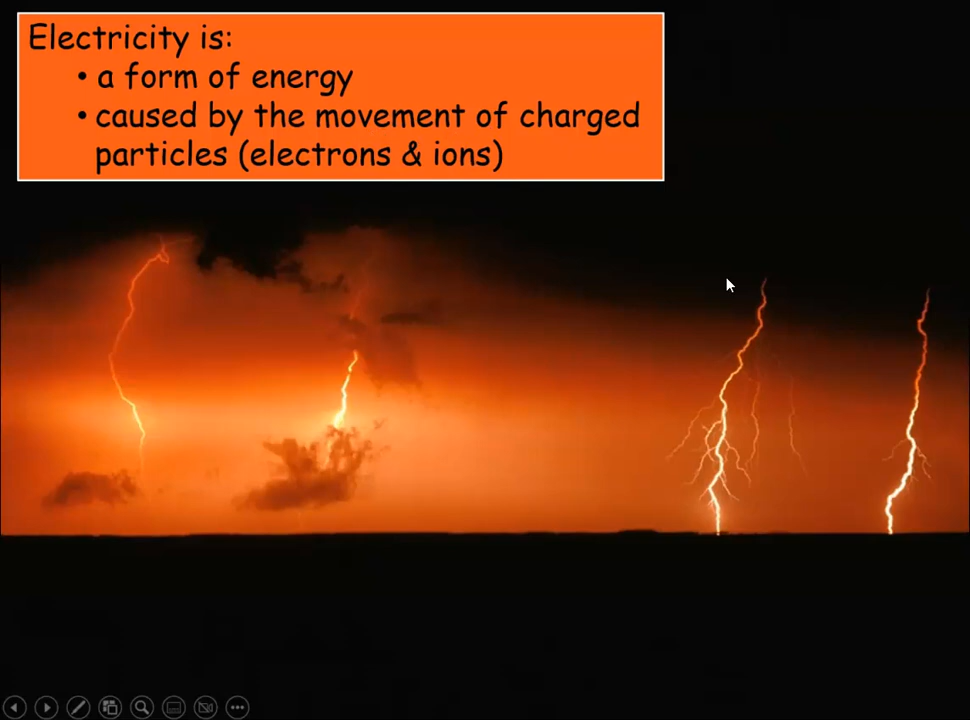 Electricity is:
• a form of energy
• caused by the movement of charged
particles (electrons & ions)